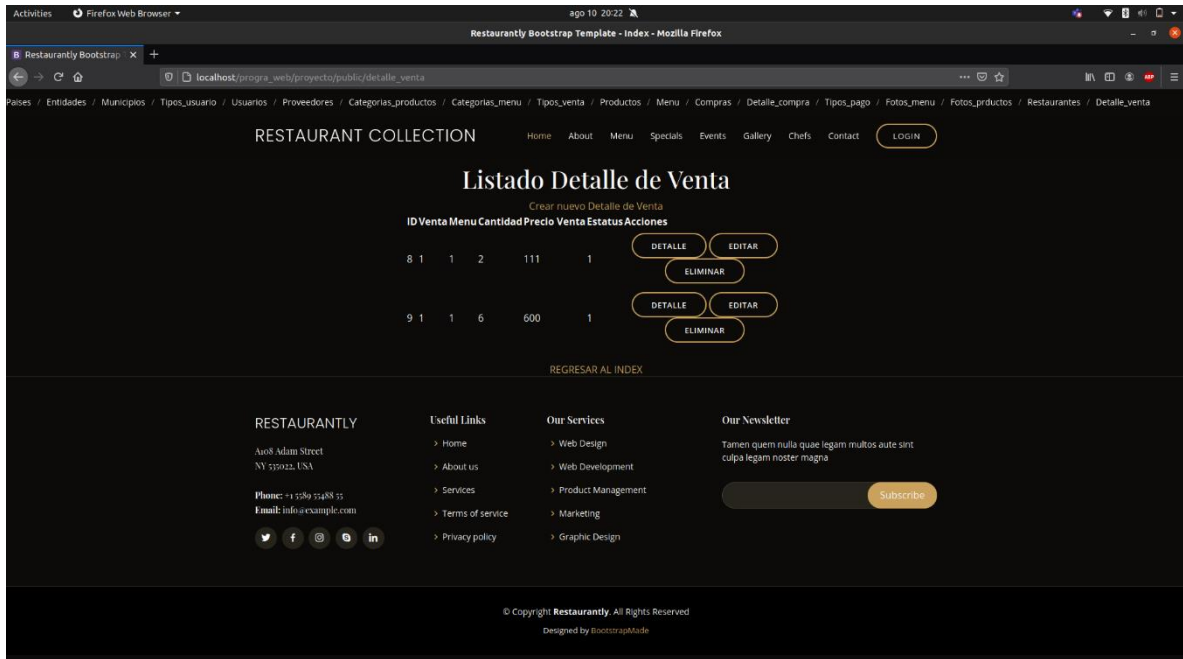 Activities Firefox Web Browser ago 10 20:22
Restaurantly Bootstrap Template - Index - Mozilla Firefox
B Restaurantly Bootstrap T
localhost/progra_web/proyecto/public/detalle_venta
ABP
Paises / Entidades / Municipios / Tipos_usuario / Usuarios / Proveedores / Categorias_productos / Categorias_menu / Tipos_venta / Productos / Menu / Compras / Detalle_compra / Tipos_pago / Fotos_menu / Fotos_prductos / Restaurantes / Detalle_venta
RESTAURANT COLLECTION Home About Menu Specials Events Gallery Chefs Contact LOGIN
Listado Detalle de Venta
Crear nuevo Detalle de Venta
ID Venta Menu Cantidad Precio Venta Estatus Acciones
8 1 1 2 111 1 DETALLE EDITAR
ELIMINAR
9 1 1 6 600 1 DETALLE EDITAR
ELIMINAR
REGRESAR AL INDEX
RESTAURANTLY
A108 Adam Street
NY 535022, USA
Phone: +1 5589 55488 55
Email: info@example.com
Useful Links
Home
About us
Services
Terms of service
Privacy policy
Our Services
Web Design
Web Development
Product Management
Marketing
Graphic Design
Our Newsletter
Tamen quem nulla quae legam multos aute sint
culpa legam noster magna
Subscribe
© Copyright Restaurantly. All Rights Reserved
Designed by BootstrapMade